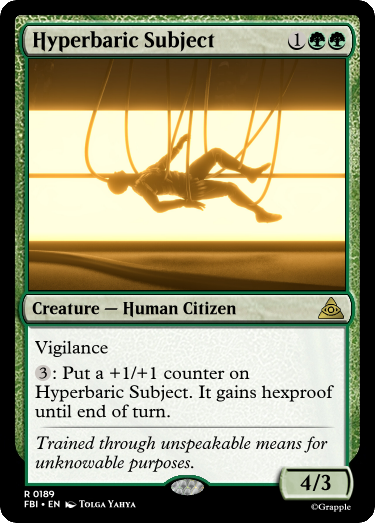 Hyperbaric Subject 1
Creature — Human Citizen
Vigilance
3: Put a +1/+1 counter on
Hyperbaric Subject. It gains hexproof
until end of turn.
Trained through unspeakable means for
unknowable purposes.
4/3
R 0189
FBI • EN Tolga Yahya
©Grapple